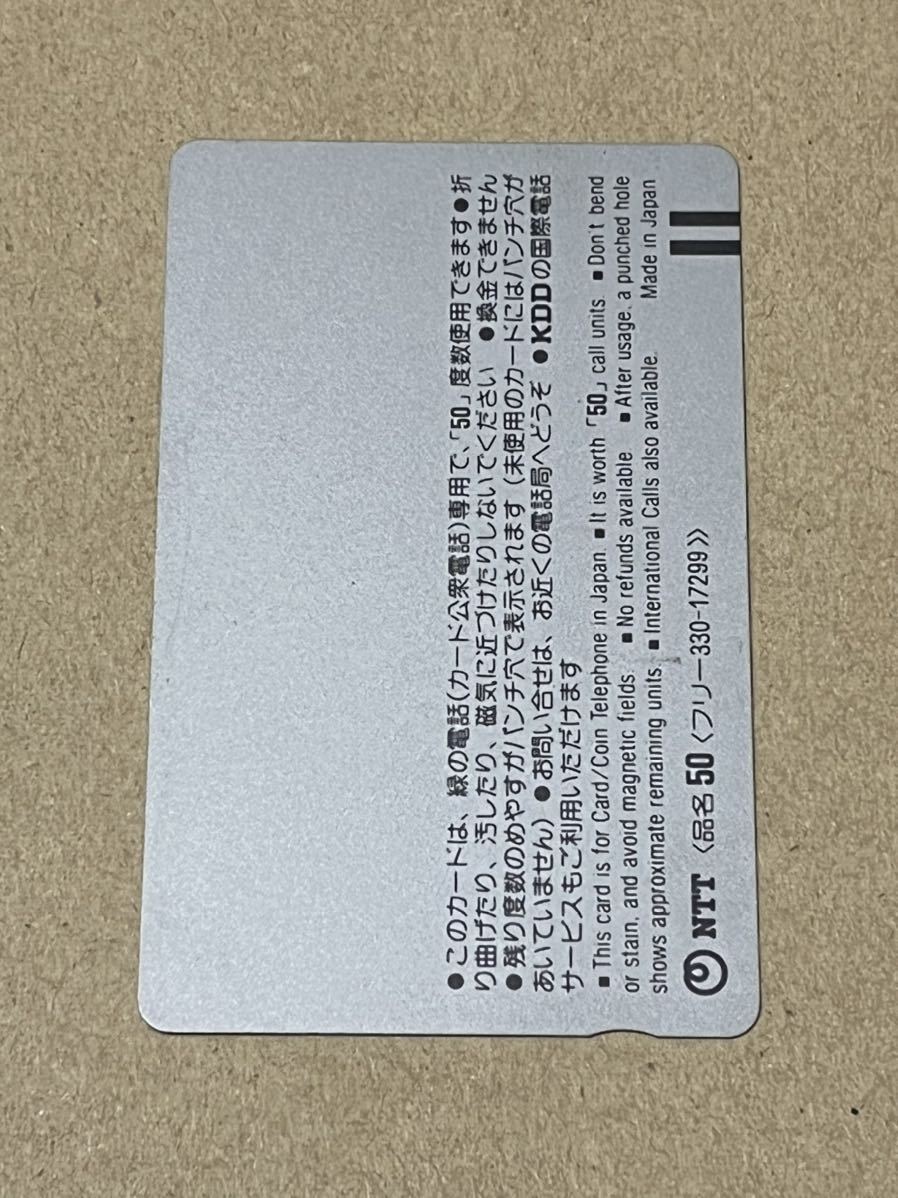 ●このカードは、緑の電話(カード公衆電話)専用で、「50」度数使用できます●折
り曲げたり、汚したり、磁気に近づけたりしないでください ●換金できません
●残り度数のめやすがパンチ穴で表示されます(未使用のカードにはパンチ穴が
あいていません)●お問い合せは、お近くの電話局へどうぞ ●KDDの国際電話
サービスもご利用いただけます
■This card is for Card/Coin Telephone in Japan. ■It is worth「50」call units. ■Don't bend
or stain, and avoid magnetic fields. ■No refunds available. ■After usage, a punched hole
shows approximate remaining units. ■International Calls also available. Made in Japan
NTT 〈品名50〈フリー330-17299》